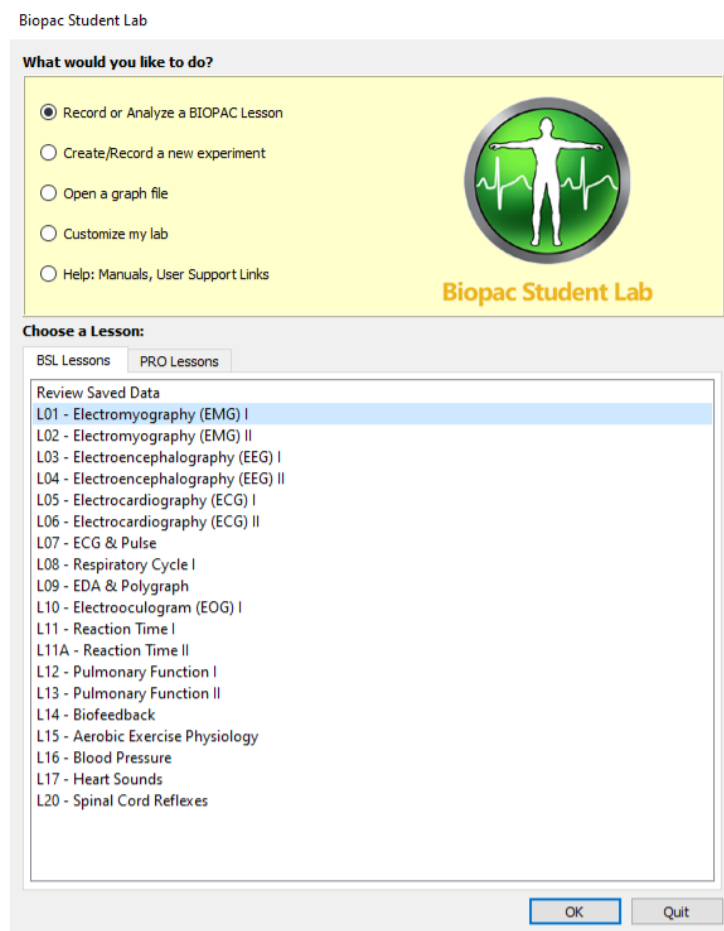 Biopac Student Lab
What would you like to do?
Record or Analyze a BIOPAC Lesson
Create/Record a new experiment
Open a graph file
Customize my lab
Help: Manuals, User Support Links
Biopac Student Lab
Choose a Lesson:
BSL Lessons PRO Lessons
Review Saved Data
L01 - Electromyography (EMG) I
L02 - Electromyography (EMG) II
L03 - Electroencephalography (EEG) I
L04 - Electroencephalography (EEG) II
L05 - Electrocardiography (ECG) I
L06 - Electrocardiography (ECG) II
L07 - ECG & Pulse
L08 - Respiratory Cycle I
L09 - EDA & Polygraph
L10 - Electrooculogram (EOG) I
L11 - Reaction Time I
L11A - Reaction Time II
L12 - Pulmonary Function I
L13 - Pulmonary Function II
L14 - Biofeedback
L15 - Aerobic Exercise Physiology
L16 - Blood Pressure
L17 - Heart Sounds
L20 - Spinal Cord Reflexes
OK Quit